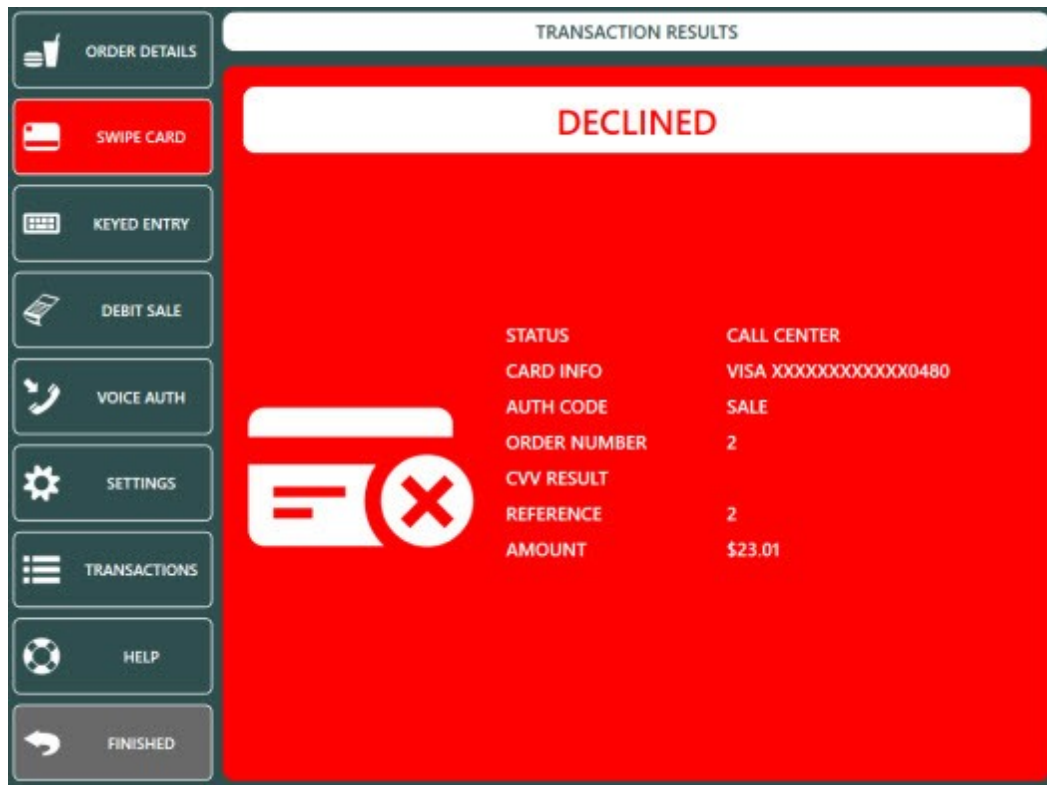 ORDER DETAILS
SWIPE CARD
KEYED ENTRY
DEBIT SALE
VOICE AUTH
SETTINGS
TRANSACTIONS
HELP
FINISHED
TRANSACTION RESULTS
DECLINED
STATUS CALL CENTER
CARD INFO VISA XXXXXXXXXXXX0480
AUTH CODE SALE
ORDER NUMBER 2
CVV RESULT
REFERENCE 2
AMOUNT $23.01